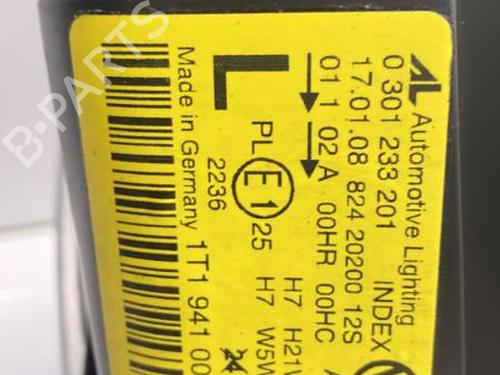 AL Automotive Lighting
0 301 233 201 INDEX
17.01.08 824 20200 12S
01 1 02 A 00HR 00HC
L
PL E1 25
H7 H21W
H7 W5W
24
2236
Made in Germany 1T1 941 00
B-PARTS